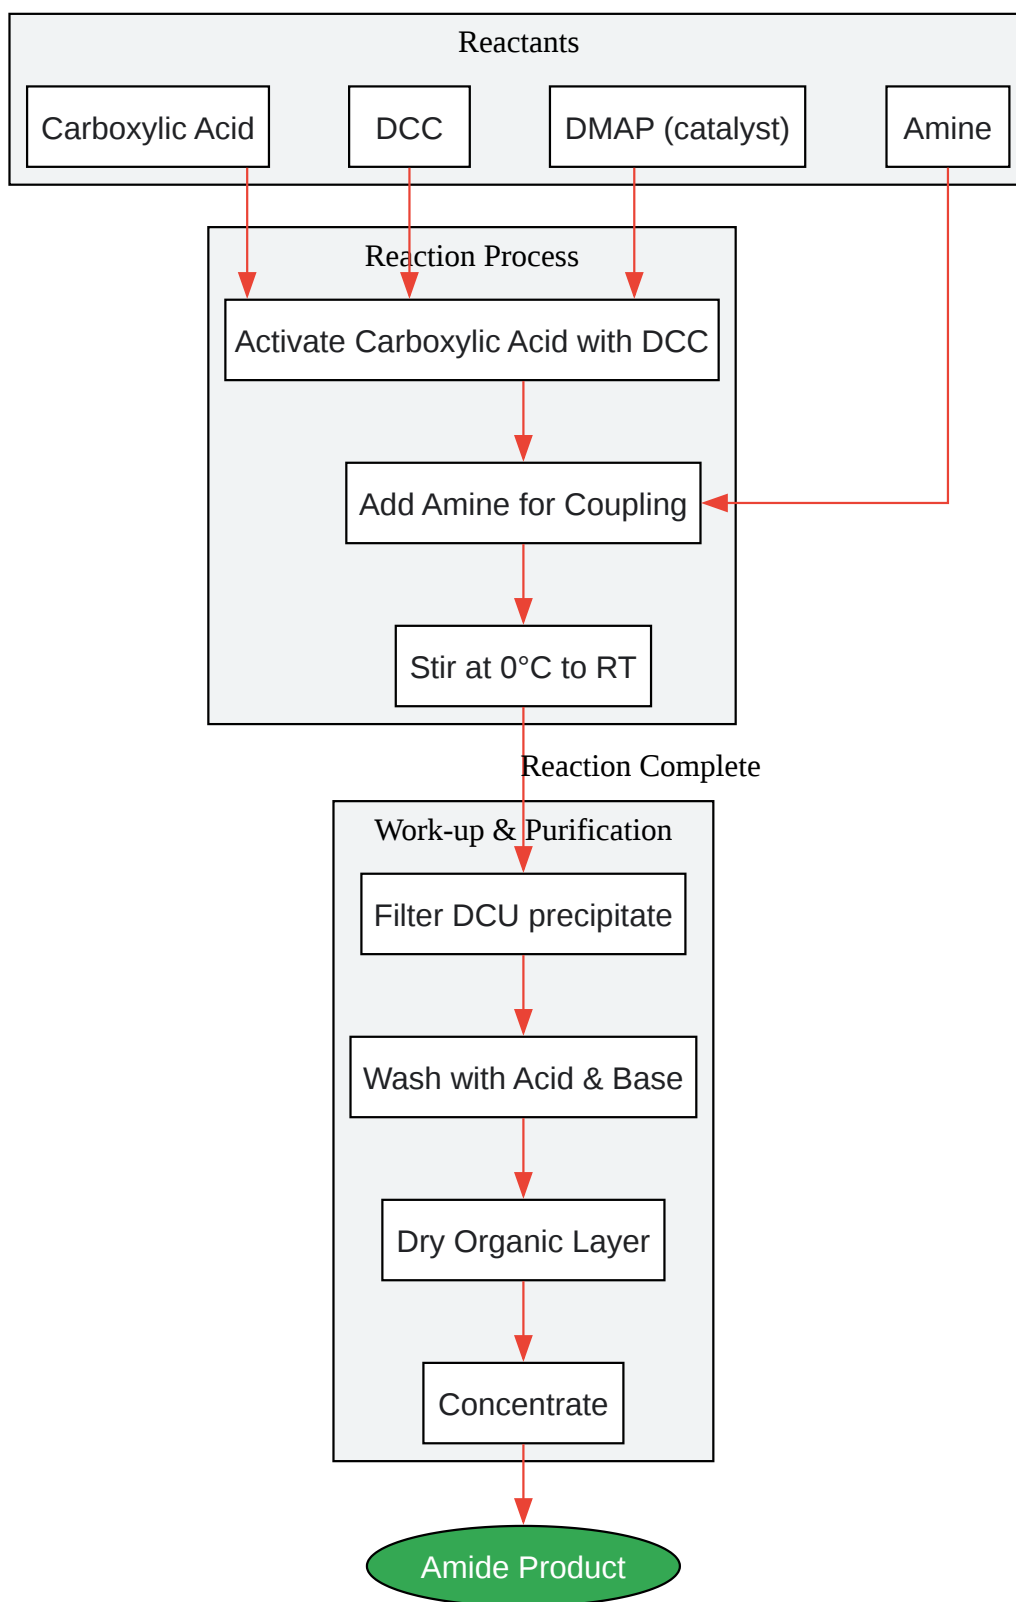 Reactants
Carboxylic Acid
DCC
DMAP (catalyst)
Amine
Reaction Process
Activate Carboxylic Acid with DCC
Add Amine for Coupling
Stir at 0°C to RT
Reaction Complete
Work-up & Purification
Filter DCU precipitate
Wash with Acid & Base
Dry Organic Layer
Concentrate
Amide Product